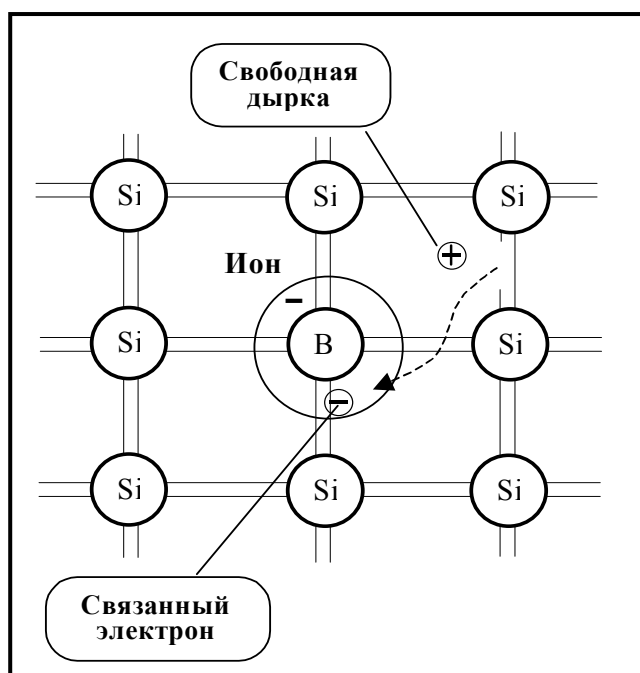 Свободная
дырка
Si Si Si
+
Ион
-
Si B Si
-
Si Si Si
Связанный
электрон